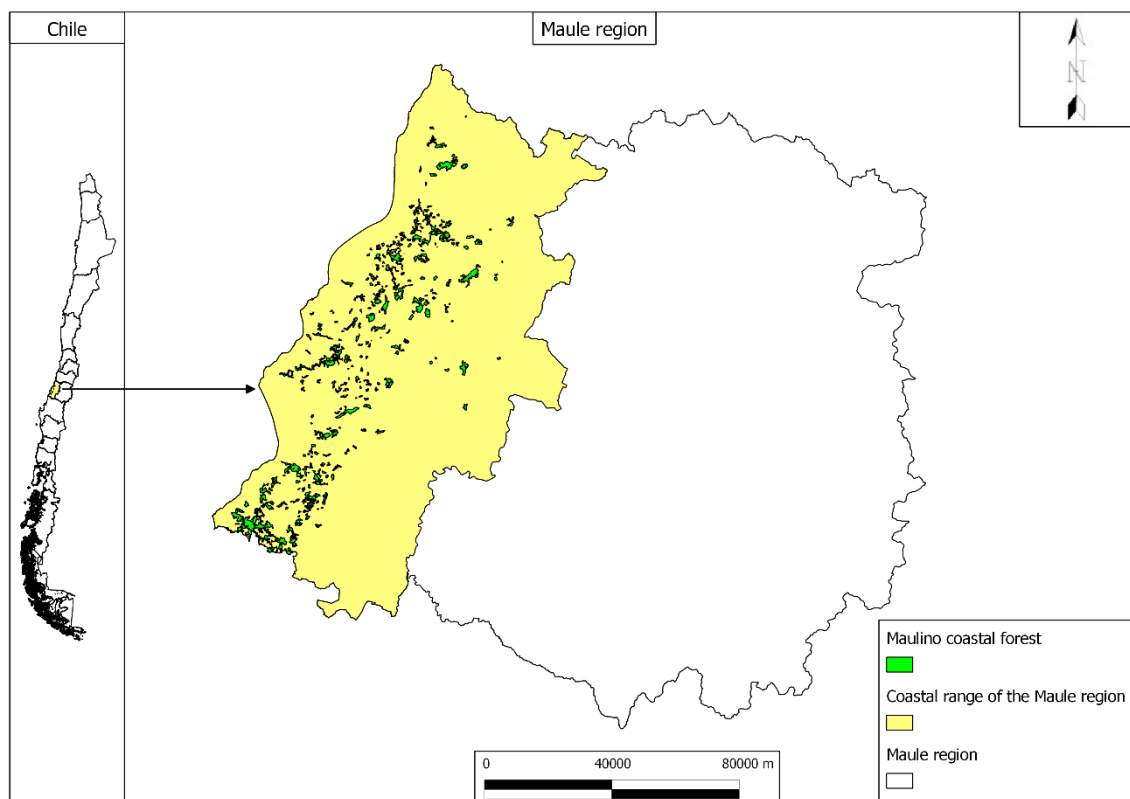 Chile
Maule region
N
Maulino coastal forest
Coastal range of the Maule region
Maule region
0 40000 80000 m